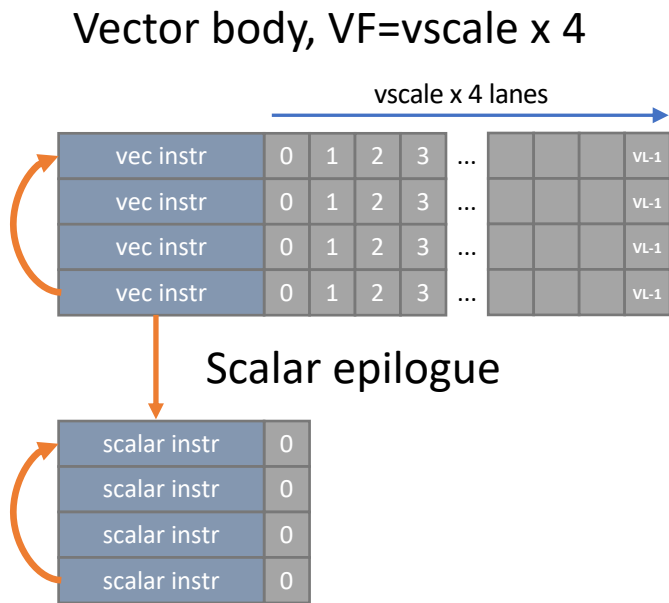 Vector body, VF=vscale x 4
vscale x 4 lanes
vec instr 0 1 2 3 ... VL-1
vec instr 0 1 2 3 ... VL-1
vec instr 0 1 2 3 ... VL-1
vec instr 0 1 2 3 ... VL-1
Scalar epilogue
scalar instr 0
scalar instr 0
scalar instr 0
scalar instr 0